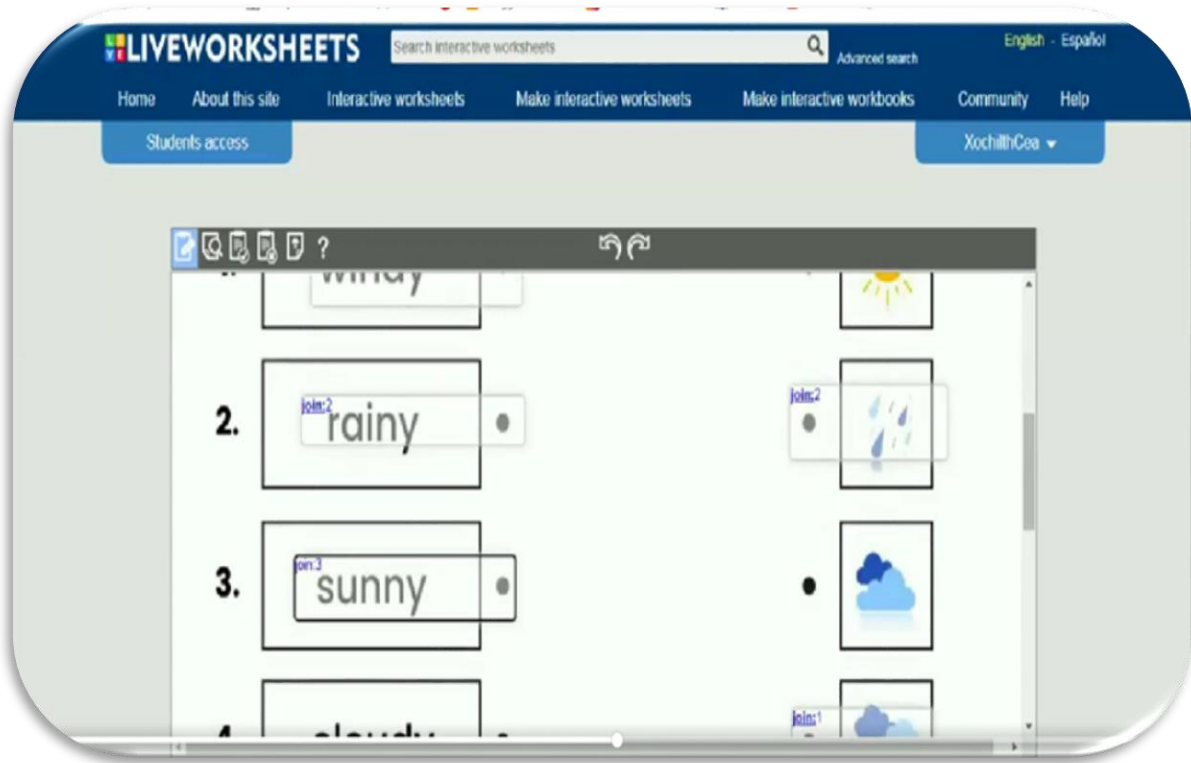 LIVEWORKSHEETS
Search interactive worksheets
Advanced search
English - Español
Home About this site Interactive worksheets Make interactive worksheets Make interactive workbooks Community Help
Students access
XochilthCea
?
windy
2. join:2 rainy join:2
3. join:3 sunny
4. cloudy join:1